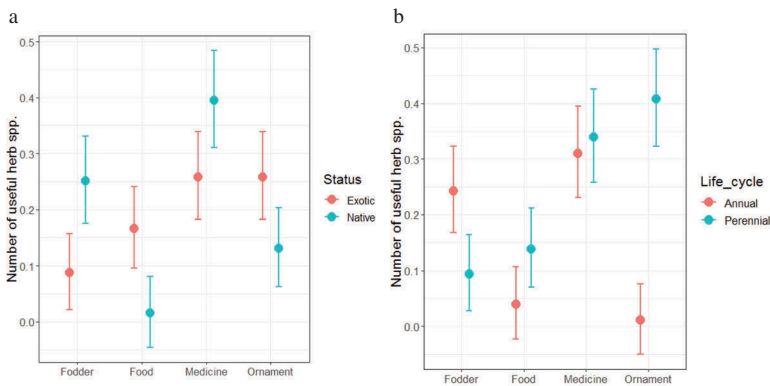 a
Number of useful herb spp.
0.5
0.4
0.3
0.2
0.1
0.0
Fodder Food Medicine Ornament
Status
Exotic
Native
b
Number of useful herb spp.
0.5
0.4
0.3
0.2
0.1
0.0
Fodder Food Medicine Ornament
Life_cycle
Annual
Perennial